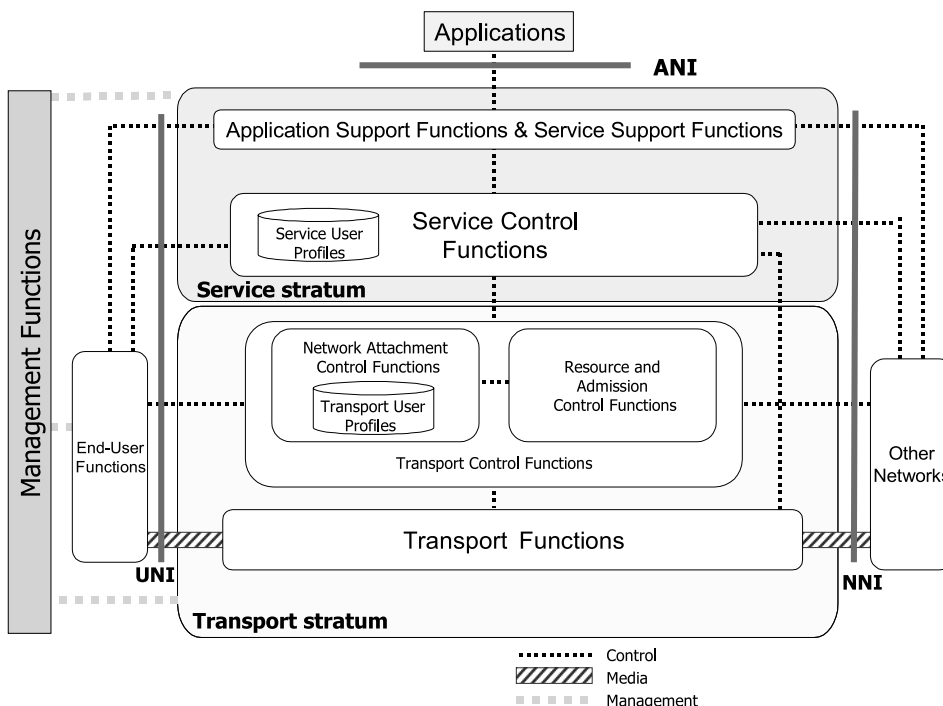 Applications
ANI
Application Support Functions & Service Support Functions
Service User
Profiles
Service Control
Functions
Service stratum
Management Functions
Network Attachment
Control Functions
Transport User
Profiles
Resource and
Admission
Control Functions
Transport Control Functions
End-User
Functions
Other
Networks
Transport Functions
UNI
NNI
Transport stratum
Control
Media
Management